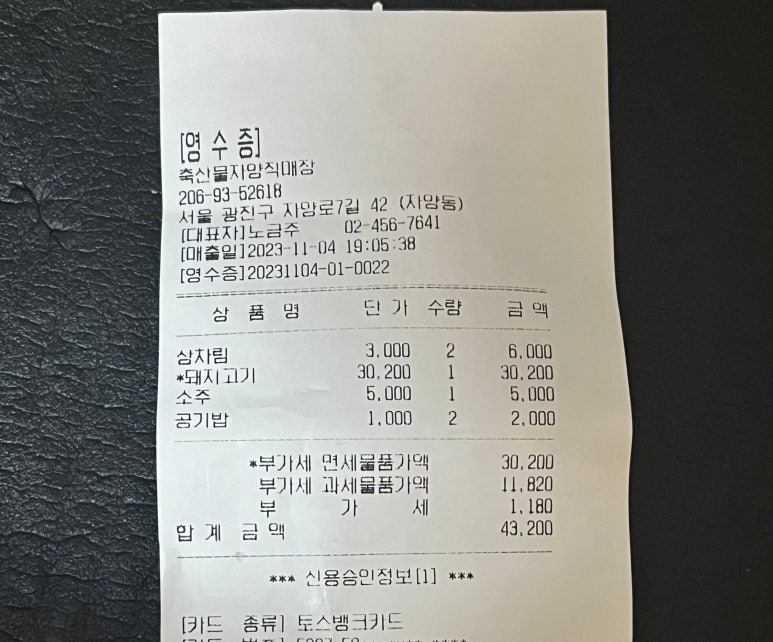 [영 수 증]
축산물자양직매장
206-93-52618
서울 광진구 자양로7길 42 (자양동)
[대표자]노금주 02-456-7641
[매출일]2023-11-04 19:05:38
[영수증]20231104-01-0022
상 품 명 단 가 수량 금 액
상차림 3,000 2 6,000
*돼지고기 30,200 1 30,200
소주 5,000 1 5,000
공기밥 1,000 2 2,000
*부가세 면세물품가액 30,200
부가세 과세물품가액 11,820
부 가 세 1,180
합 계 금 액 43,200
*** 신용승인정보[1] ***
[카드 종류] 토스뱅크카드